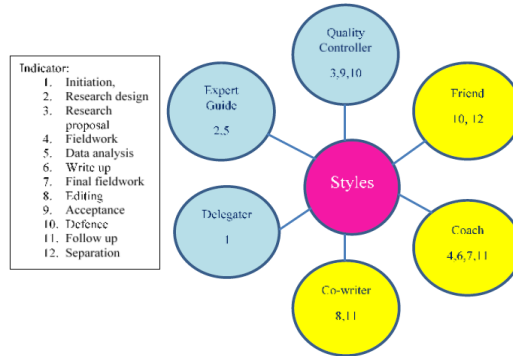 Indicator:
1. Initiation,
2. Research design
3. Research
proposal
4. Fieldwork
5. Data analysis
6. Write up
7. Final fieldwork
8. Editing
9. Acceptance
10. Defence
11. Follow up
12. Separation
Quality
Controller
3,9,10
Expert
Guide
2,5
Friend
10, 12
Styles
Delegater
1
Coach
4,6,7,11
Co-writer
8,11